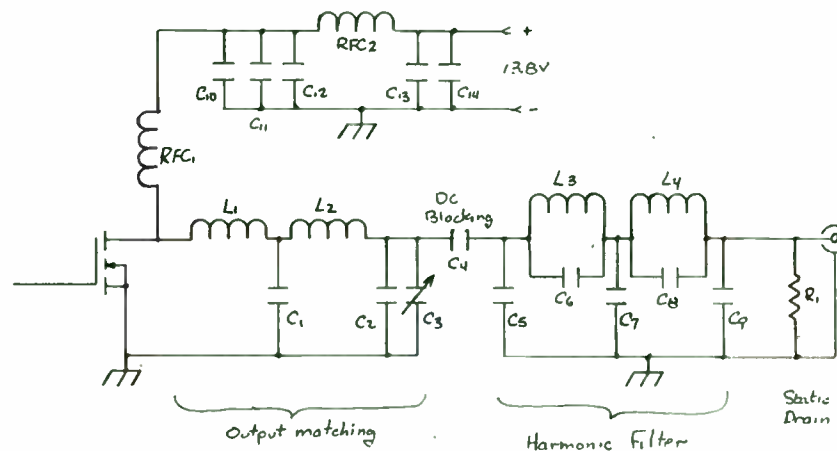 RFC2
+
13.8V
C10
C11
C12
C13
C14
-
RFC1
L1
L2
DC
Blocking
C4
L3
L4
C1
C2
C3
C5
C6
C7
C8
C9
R1
Output matching
Harmonic Filter
Static
Drain